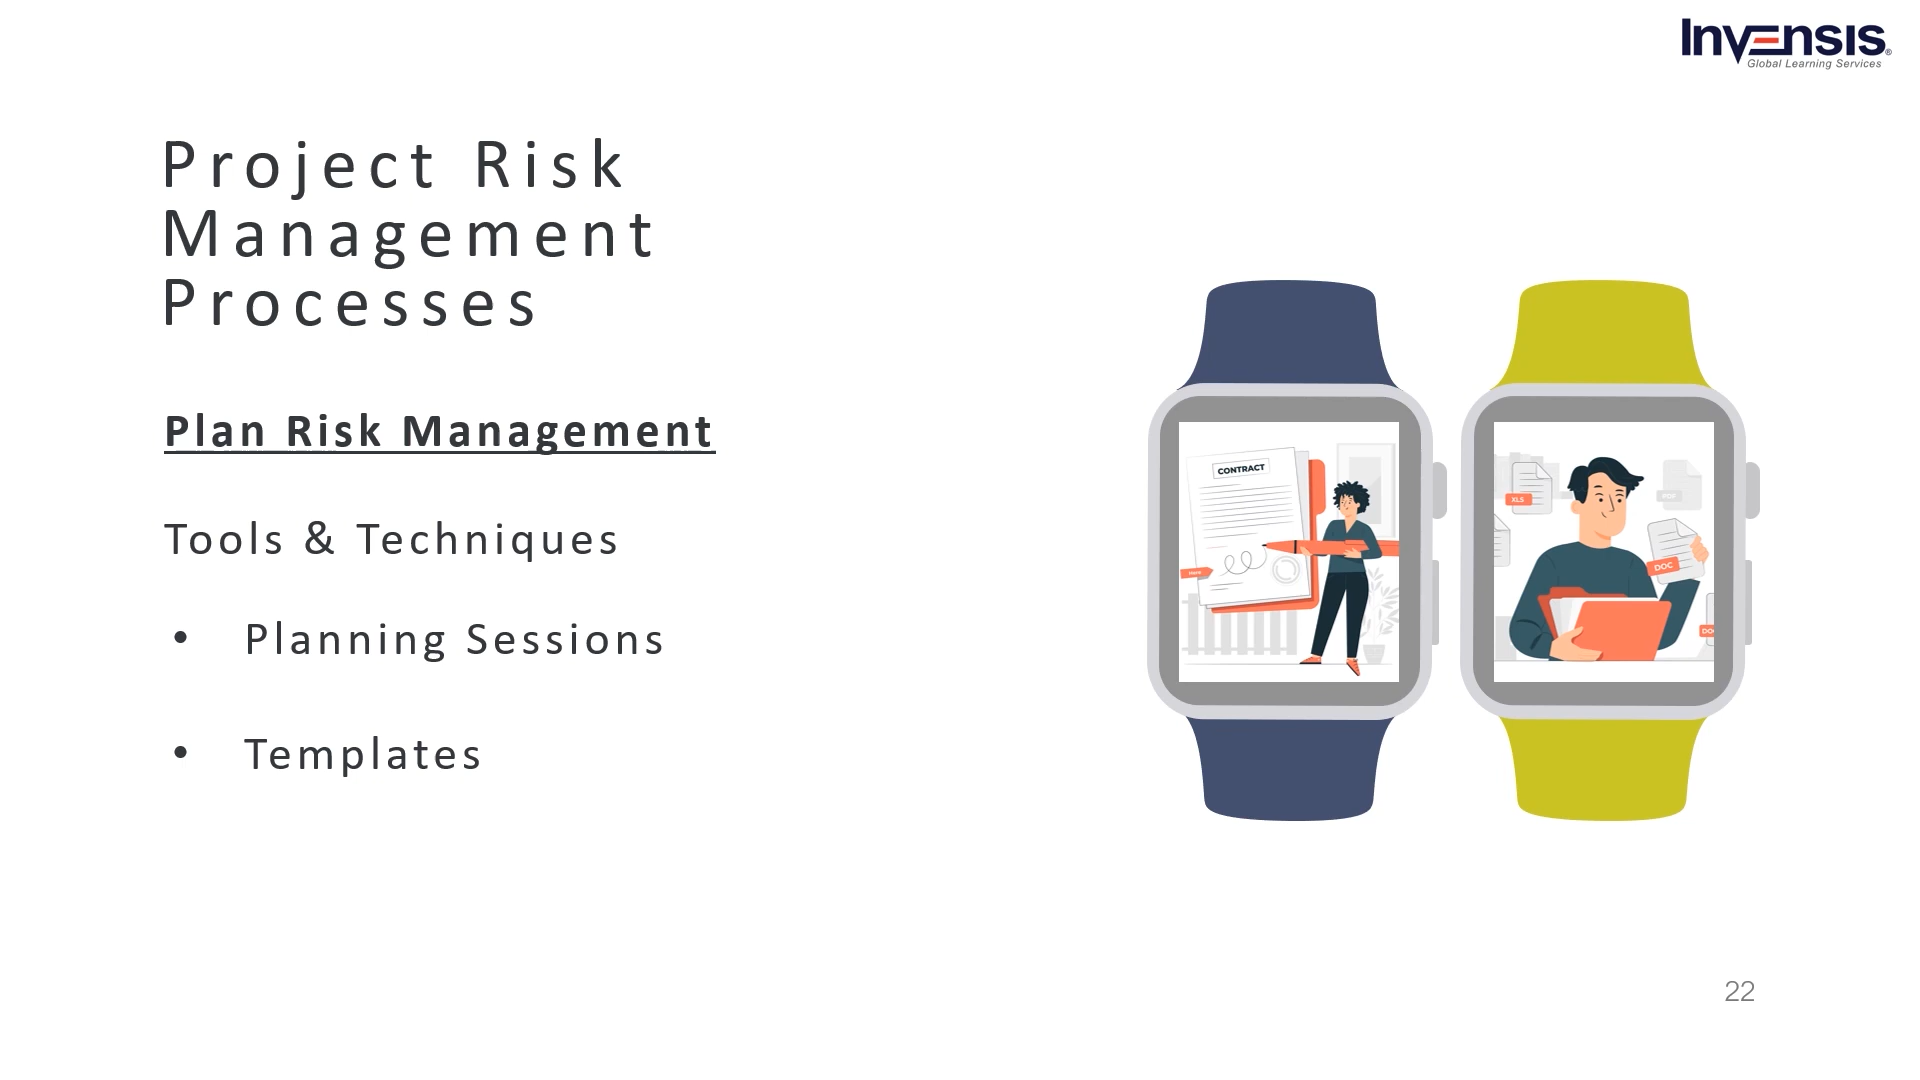 Invensis®
Global Learning Services
Project Risk
Management
Processes
Plan Risk Management
Tools & Techniques
• Planning Sessions
• Templates
CONTRACT
XLS
PDF
DOC
22